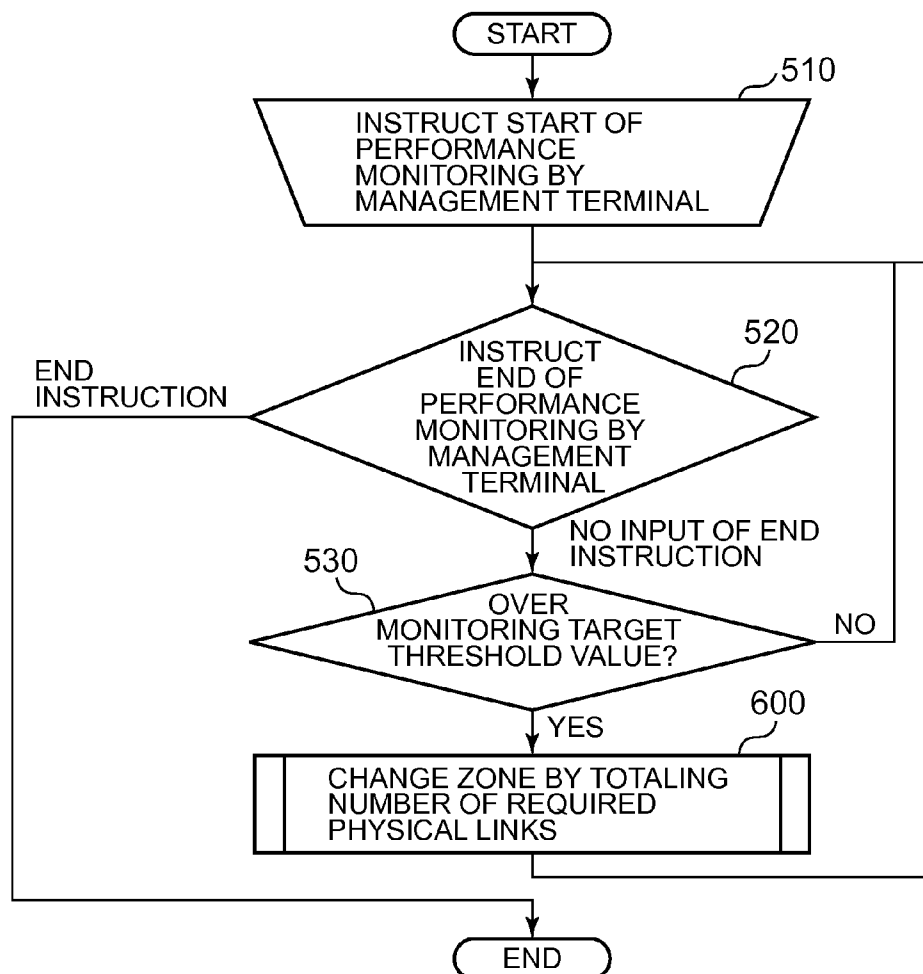 START
510
INSTRUCT START OF
PERFORMANCE
MONITORING BY
MANAGEMENT TERMINAL
520
END
INSTRUCTION
INSTRUCT
END OF
PERFORMANCE
MONITORING BY
MANAGEMENT
TERMINAL
NO INPUT OF END
INSTRUCTION
530
OVER
MONITORING TARGET
THRESHOLD VALUE?
NO
YES
600
CHANGE ZONE BY TOTALING
NUMBER OF REQUIRED
PHYSICAL LINKS
END